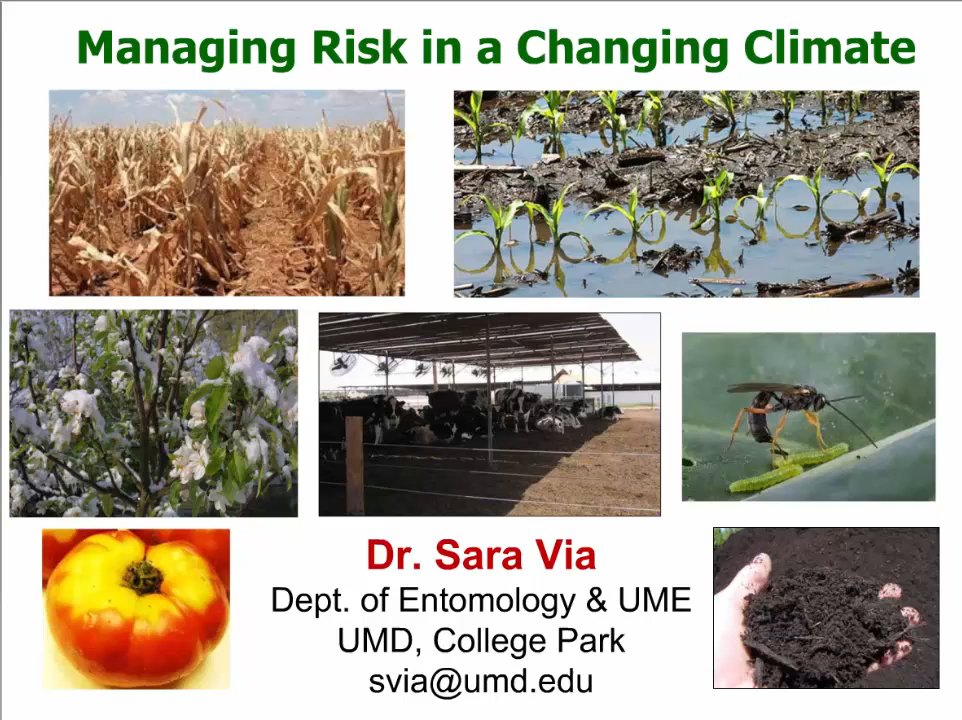 Managing Risk in a Changing Climate
Dr. Sara Via
Dept. of Entomology & UME
UMD, College Park
svia@umd.edu